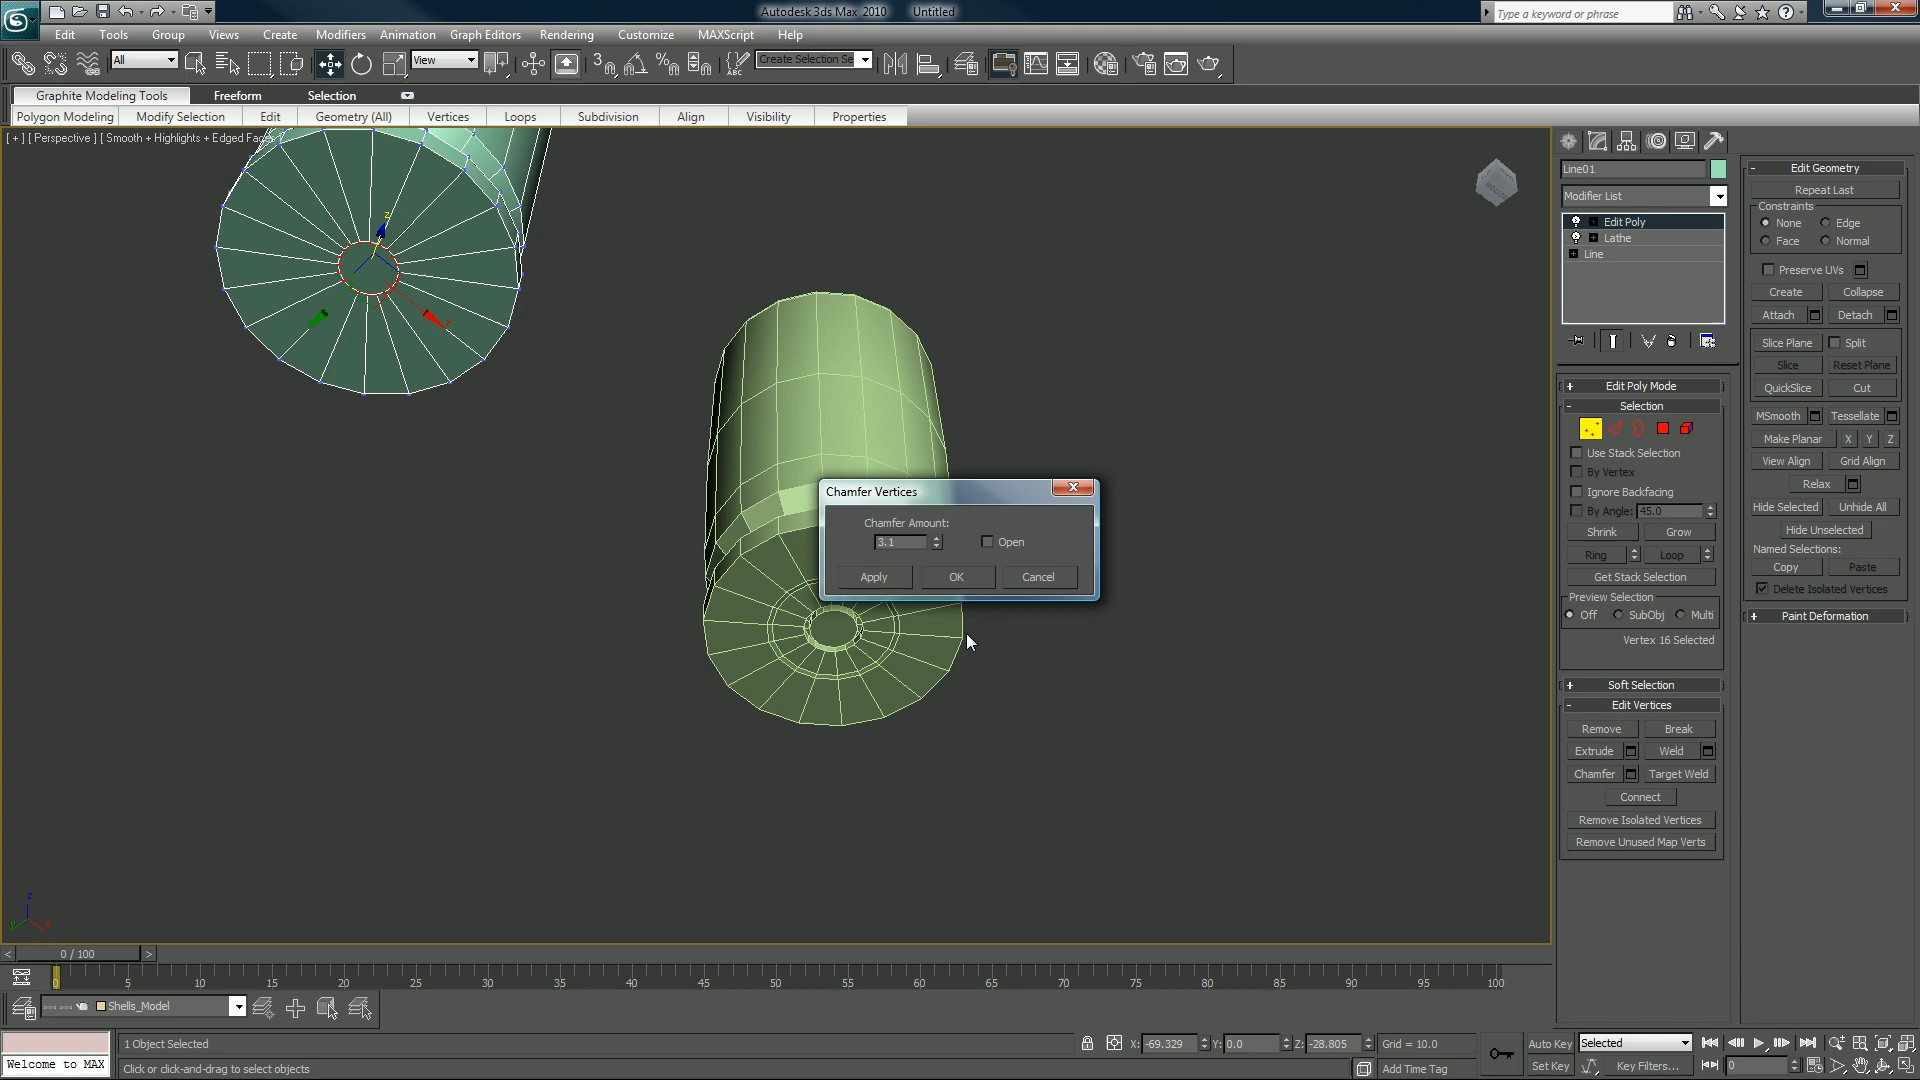 Autodesk 3ds Max 2010 Untitled
Type a keyword or phrase
Edit Tools Group Views Create Modifiers Animation Graph Editors Rendering Customize MAXScript Help
All View Create Selection Se
Graphite Modeling Tools Freeform Selection
Polygon Modeling Modify Selection Edit Geometry (All) Vertices Loops Subdivision Align Visibility Properties
[ + ] [ Perspective ] [ Smooth + Highlights + Edged Fac
z
x
Chamfer Vertices
Chamfer Amount:
3.1 Open
Apply OK Cancel
Line01
Modifier List
Edit Poly
Lathe
Line
+ Edit Poly Mode
- Selection
Use Stack Selection
By Vertex
Ignore Backfacing
By Angle: 45.0
Shrink Grow
Ring Loop
Get Stack Selection
Preview Selection
Off SubObj Multi
Vertex 16 Selected
+ Soft Selection
- Edit Vertices
Remove Break
Extrude Weld
Chamfer Target Weld
Connect
Remove Isolated Vertices
Remove Unused Map Verts
- Edit Geometry
Repeat Last
Constraints
None Edge
Face Normal
Preserve UVs
Create Collapse
Attach Detach
Slice Plane Split
Slice Reset Plane
QuickSlice Cut
MSmooth Tessellate
Make Planar X Y Z
View Align Grid Align
Relax
Hide Selected Unhide All
Hide Unselected
Named Selections:
Copy Paste
Delete Isolated Vertices
+ Paint Deformation
< 0 / 100 >
0 5 10 15 20 25 30 35 40 45 50 55 60 65 70 75 80 85 90 95 100
Shells_Model
1 Object Selected X: -69.329 Y: 0.0 Z: -28.805 Grid = 10.0 Auto Key Selected
Welcome to MAX Click or click-and-drag to select objects Add Time Tag Set Key Key Filters... 0